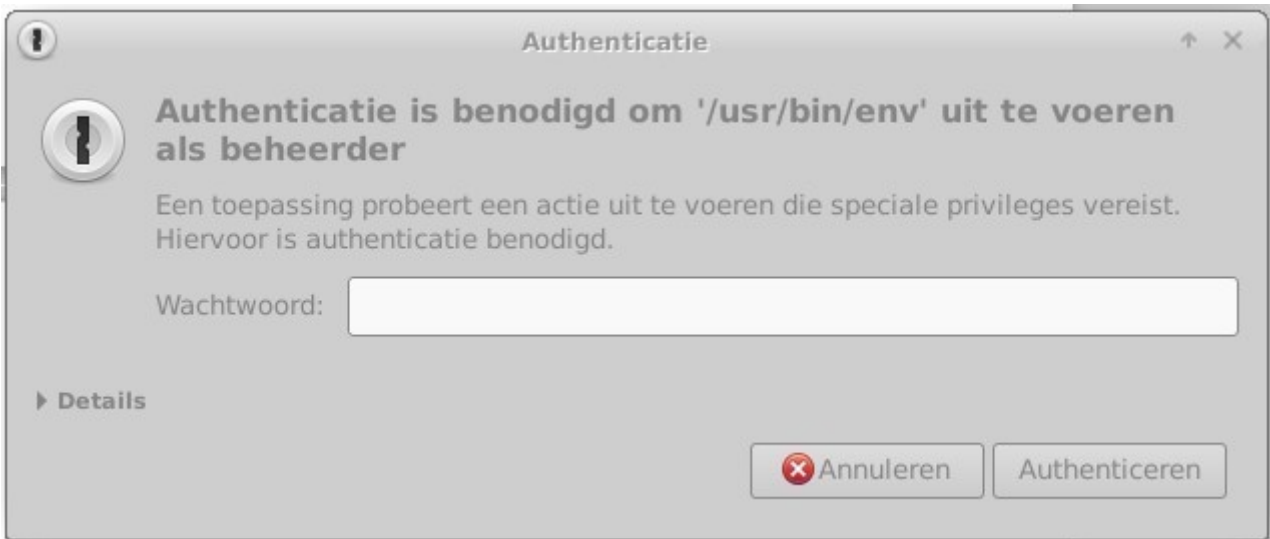 Authenticatie
Authenticatie is benodigd om '/usr/bin/env' uit te voeren
als beheerder
Een toepassing probeert een actie uit te voeren die speciale privileges vereist.
Hiervoor is authenticatie benodigd.
Wachtwoord:
Details
Annuleren Authenticeren